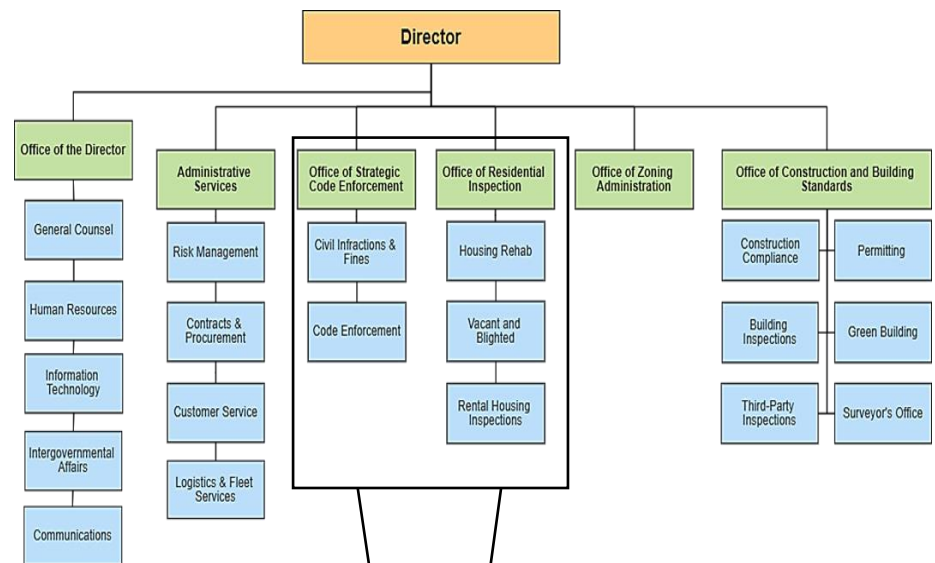 Director
Office of the Director
General Counsel
Human Resources
Information
Technology
Intergovernmental
Affairs
Communications
Administrative
Services
Risk Management
Contracts &
Procurement
Customer Service
Logistics & Fleet
Services
Office of Strategic
Code Enforcement
Civil Infractions &
Fines
Code Enforcement
Office of Residential
Inspection
Housing Rehab
Vacant and
Blighted
Rental Housing
Inspections
Office of Zoning
Administration
Office of Construction and Building
Standards
Construction
Compliance
Permitting
Building
Inspections
Green Building
Third-Party
Inspections
Surveyor's Office